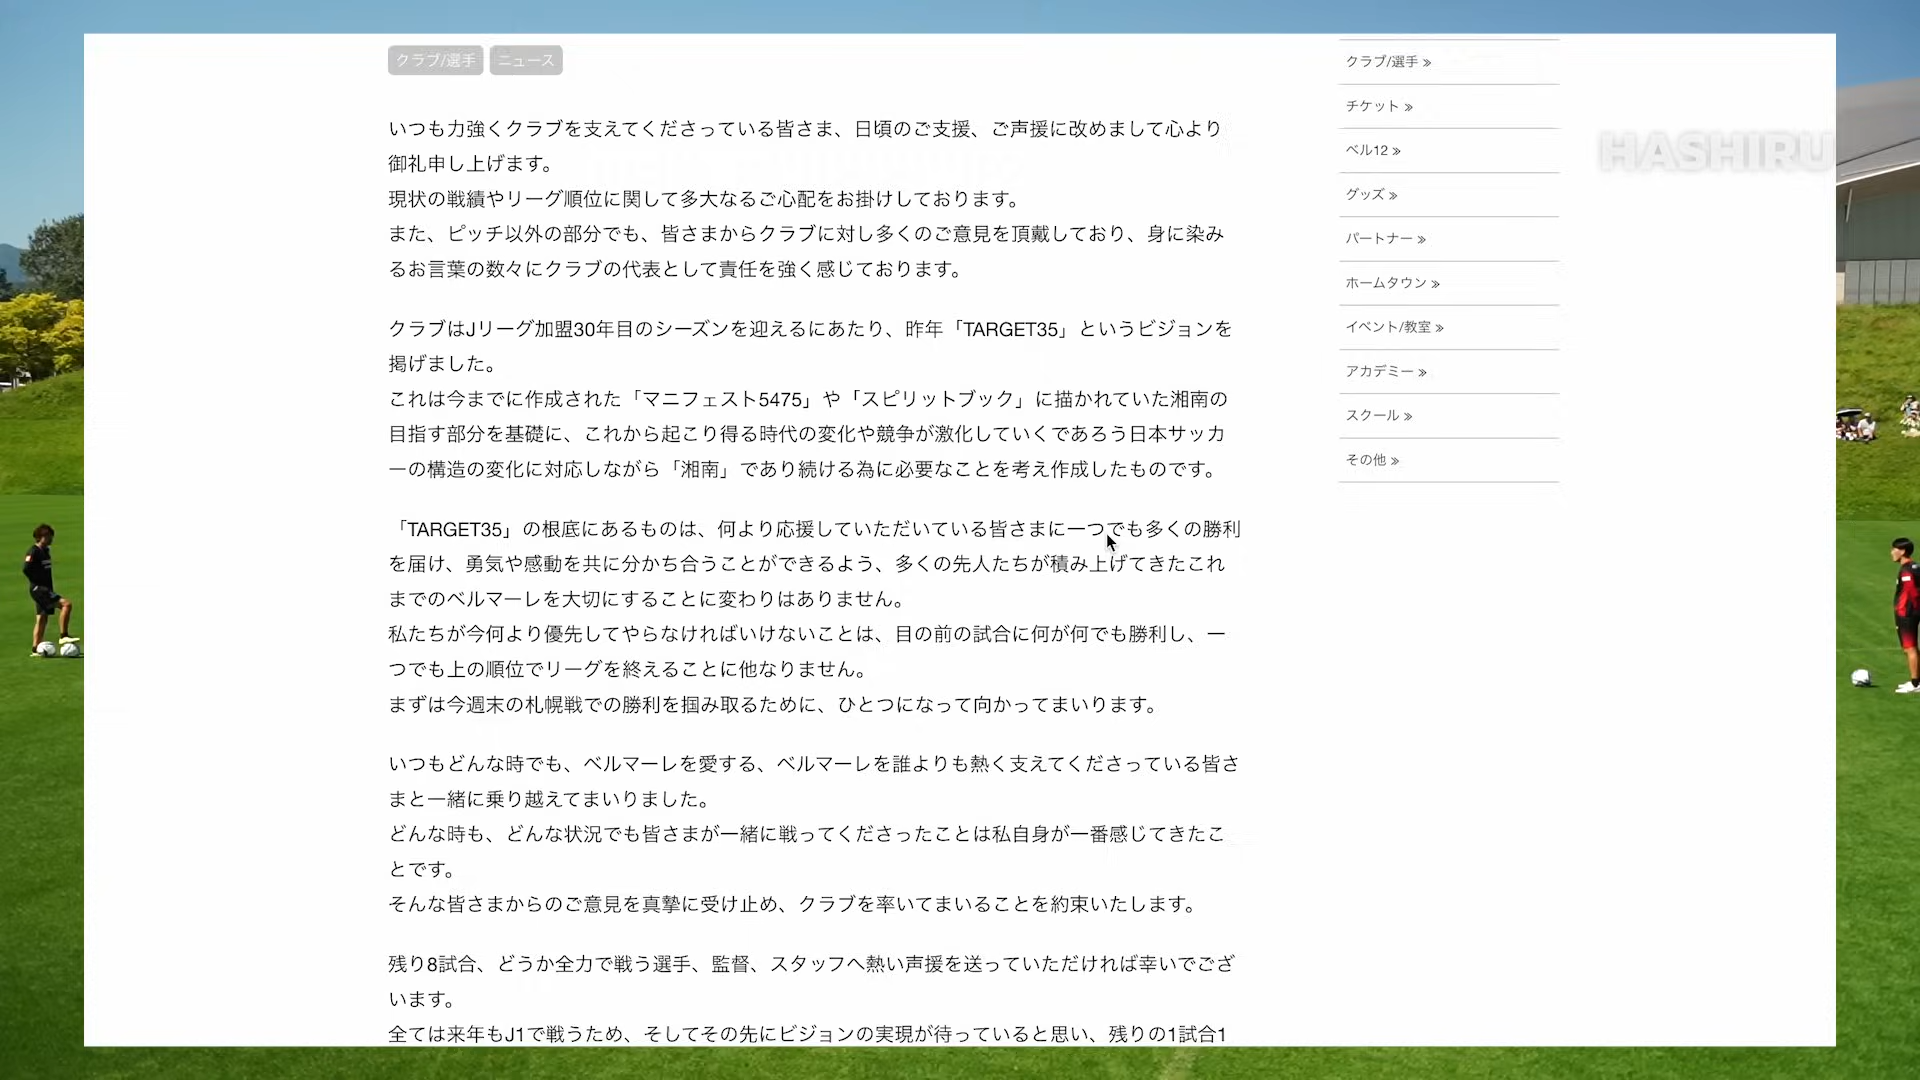 クラブ/選手 ニュース
いつも力強くクラブを支えてくださっている皆さま、日頃のご支援、ご声援に改めまして心より
御礼申し上げます。
現状の戦績やリーグ順位に関して多大なるご心配をお掛けしております。
また、ピッチ以外の部分でも、皆さまからクラブに対し多くのご意見を頂戴しており、身に染み
るお言葉の数々にクラブの代表として責任を強く感じております。
クラブはJリーグ加盟30年目のシーズンを迎えるにあたり、昨年「TARGET35」というビジョンを
掲げました。
これは今までに作成された「マニフェスト5475」や「スピリットブック」に描かれていた湘南の
目指す部分を基礎に、これから起こり得る時代の変化や競争が激化していくであろう日本サッカ
ーの構造の変化に対応しながら「湘南」であり続ける為に必要なことを考え作成したものです。
「TARGET35」の根底にあるものは、何より応援していただいている皆さまに一つでも多くの勝利
を届け、勇気や感動を共に分かち合うことができるよう、多くの先人たちが積み上げてきたこれ
までのベルマーレを大切にすることに変わりはありません。
私たちが今何より優先してやらなければいけないことは、目の前の試合に何が何でも勝利し、一
つでも上の順位でリーグを終えることに他なりません。
まずは今週末の札幌戦での勝利を掴み取るために、ひとつになって向かってまいります。
いつもどんな時でも、ベルマーレを愛する、ベルマーレを誰よりも熱く支えてくださっている皆さ
まと一緒に乗り越えてまいりました。
どんな時も、どんな状況でも皆さまが一緒に戦ってくださったことは私自身が一番感じてきたこ
とです。
そんな皆さまからのご意見を真摯に受け止め、クラブを率いてまいることを約束いたします。
残り8試合、どうか全力で戦う選手、監督、スタッフへ熱い声援を送っていただければ幸いでござ
います。
全ては来年もJ1で戦うため、そしてその先にビジョンの実現が待っていると思い、残りの1試合1
クラブ/選手 »
チケット »
ベル12 »
グッズ »
パートナー »
ホームタウン »
イベント/教室 »
アカデミー »
スクール »
その他 »
HASHIRU